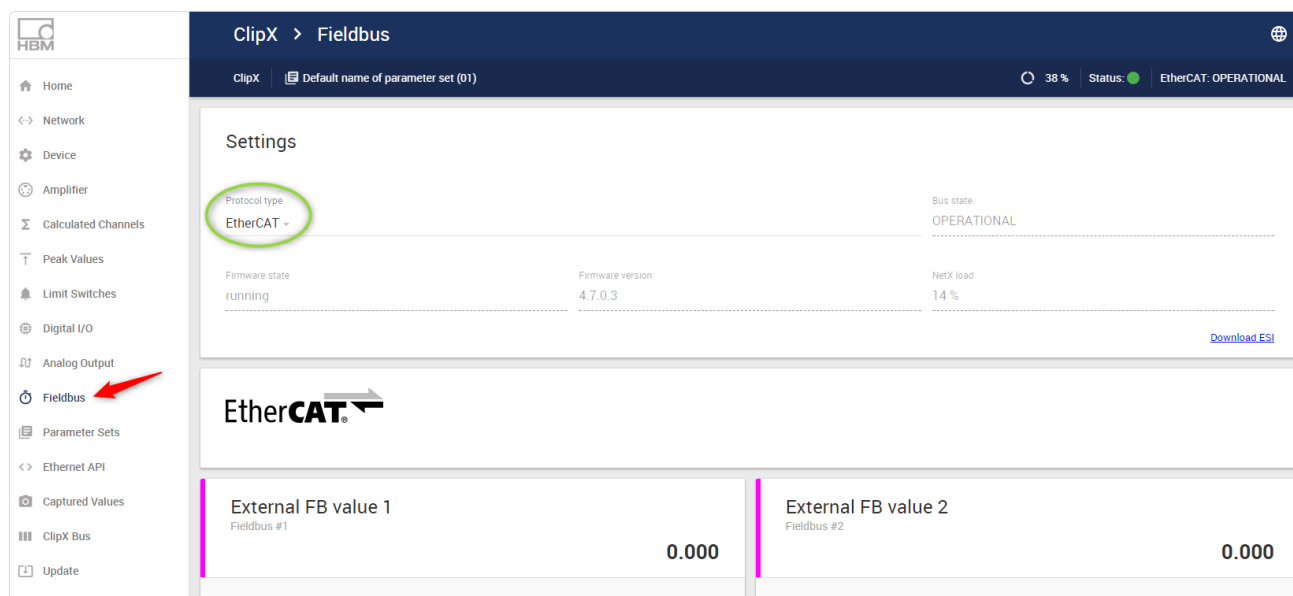 HBM
ClipX > Fieldbus
ClipX Default name of parameter set (01) 38 % Status: EtherCAT: OPERATIONAL
Home
Network
Device
Amplifier
Calculated Channels
Peak Values
Limit Switches
Digital I/O
Analog Output
Fieldbus
Parameter Sets
Ethernet API
Captured Values
ClipX Bus
Update
Settings
Protocol type
EtherCAT
Bus state
OPERATIONAL
Firmware state
running
Firmware version
4.7.0.3
NetX load
14 %
Download ESI
EtherCAT®
External FB value 1
Fieldbus #1
0.000
External FB value 2
Fieldbus #2
0.000